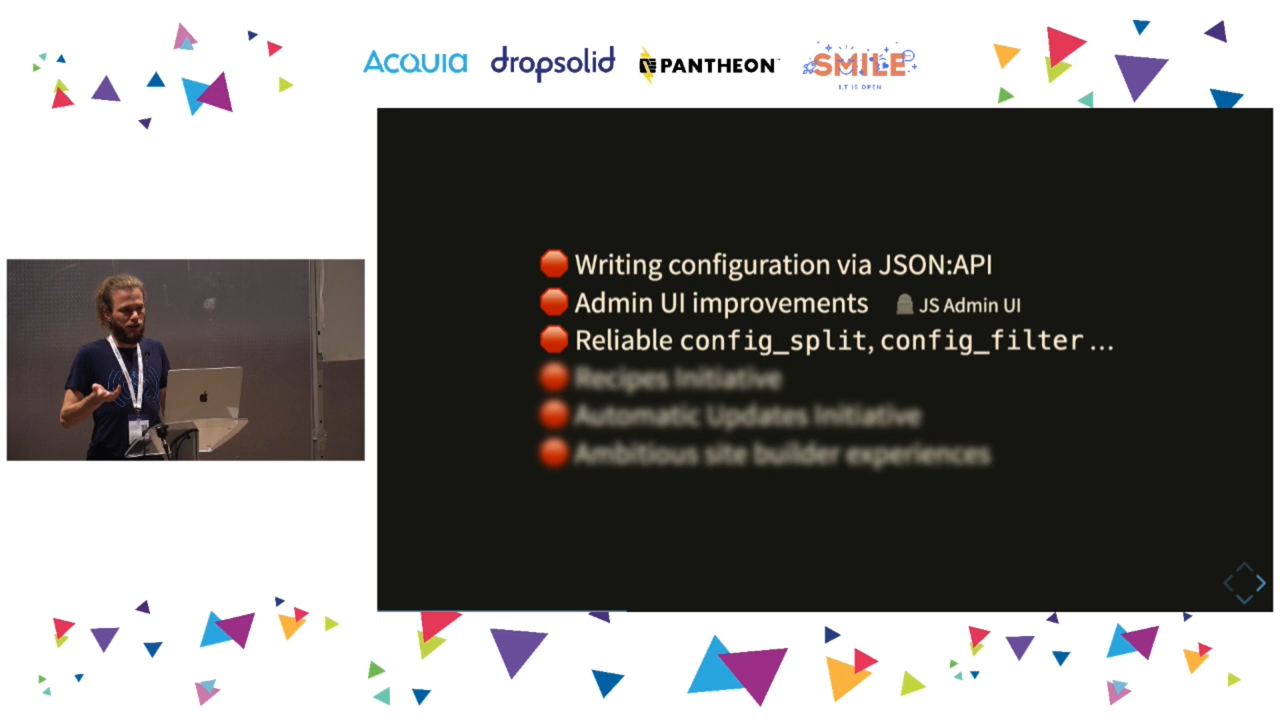 Acquia
dropsolid
PANTHEON
SMILE
I.T IS OPEN
Writing configuration via JSON:API
Admin UI improvements JS Admin UI
Reliable config_split, config_filter …
Recipes Initiative
Automatic Updates Initiative
Ambitious site builder experiences